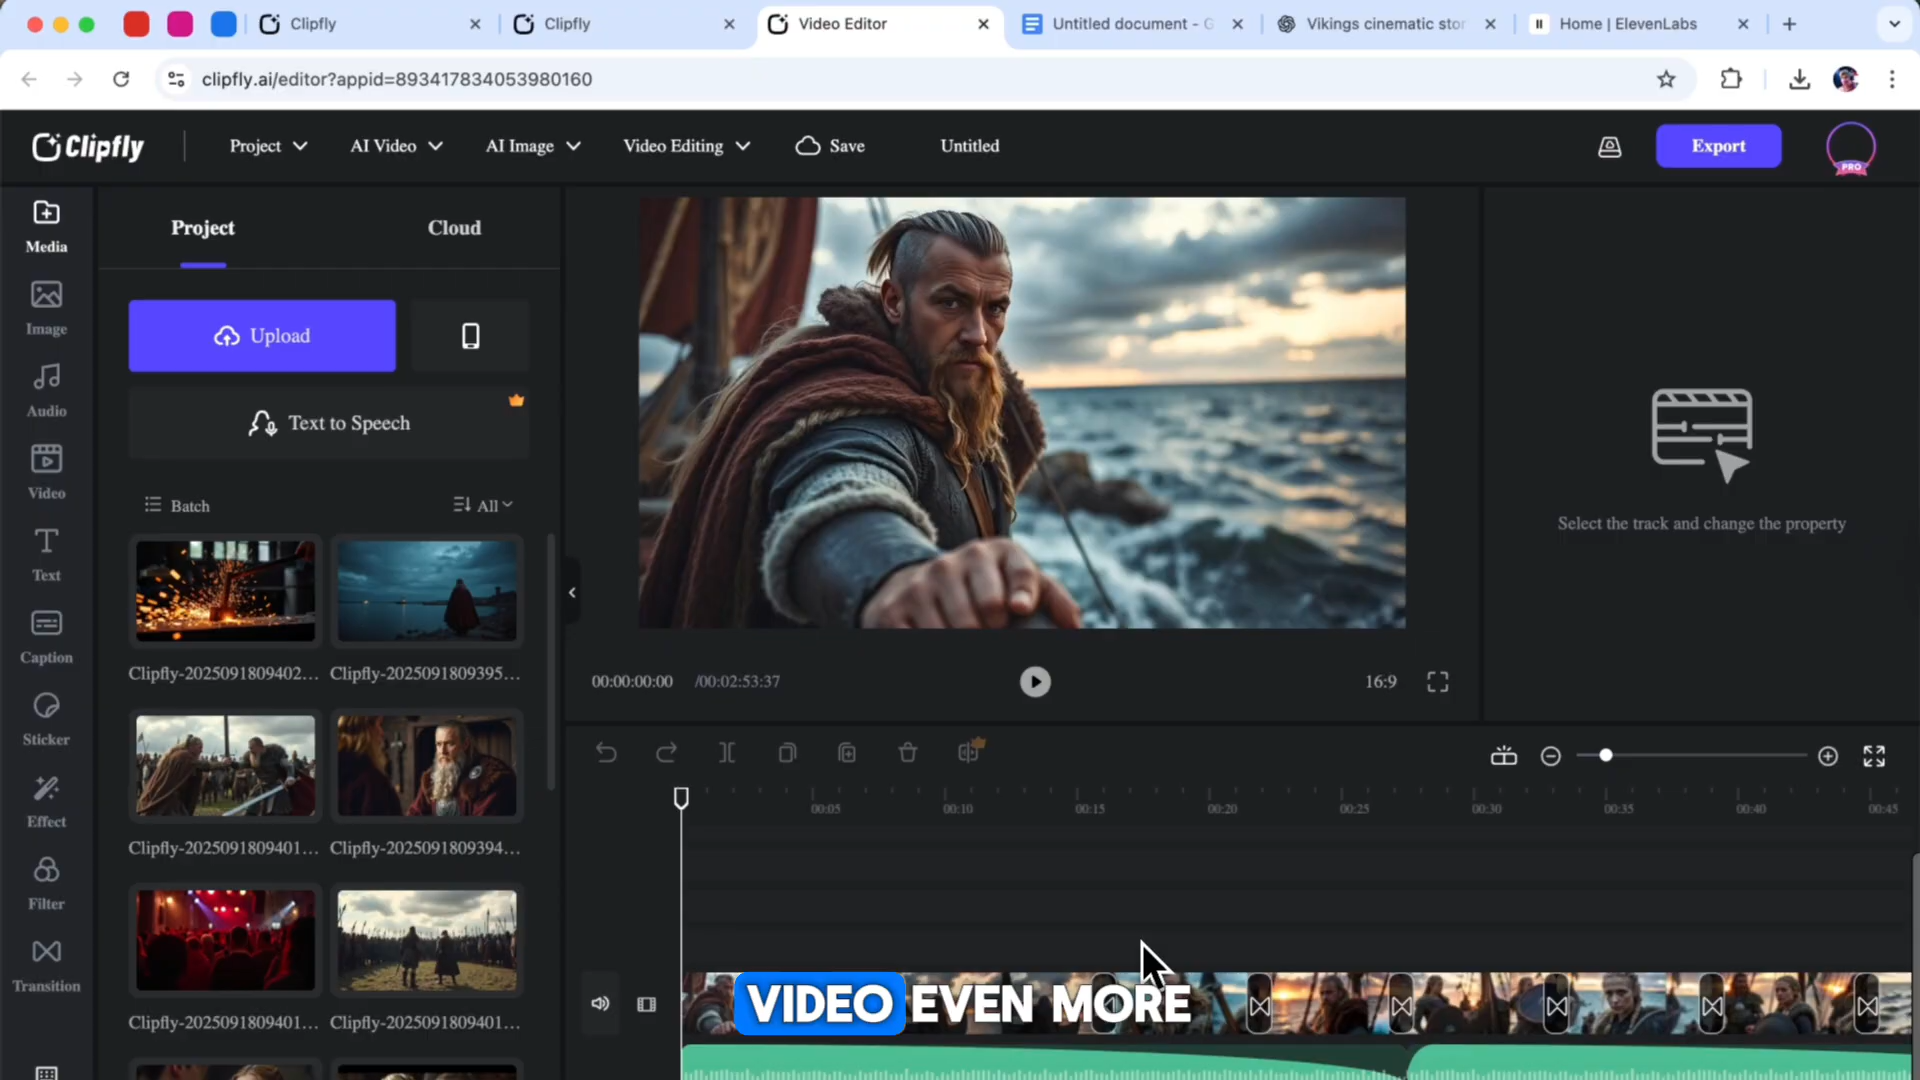 Clipfly
Clipfly
Video Editor
Untitled document - G
Vikings cinematic stor
Home | ElevenLabs
clipfly.ai/editor?appid=893417834053980160
Clipfly
Project
AI Video
AI Image
Video Editing
Save
Untitled
Export
PRO
Media
Image
Audio
Video
Text
Caption
Sticker
Effect
Filter
Transition
Project
Cloud
Upload
Text to Speech
Batch
All
Clipfly-2025091809402...
Clipfly-2025091809395...
Clipfly-2025091809401...
Clipfly-2025091809394...
Clipfly-2025091809401...
Clipfly-2025091809401...
00:00:00:00 /00:02:53:37
16:9
Select the track and change the property
00:05
00:10
00:15
00:20
00:25
00:30
00:35
00:40
00:45
VIDEO EVEN MORE